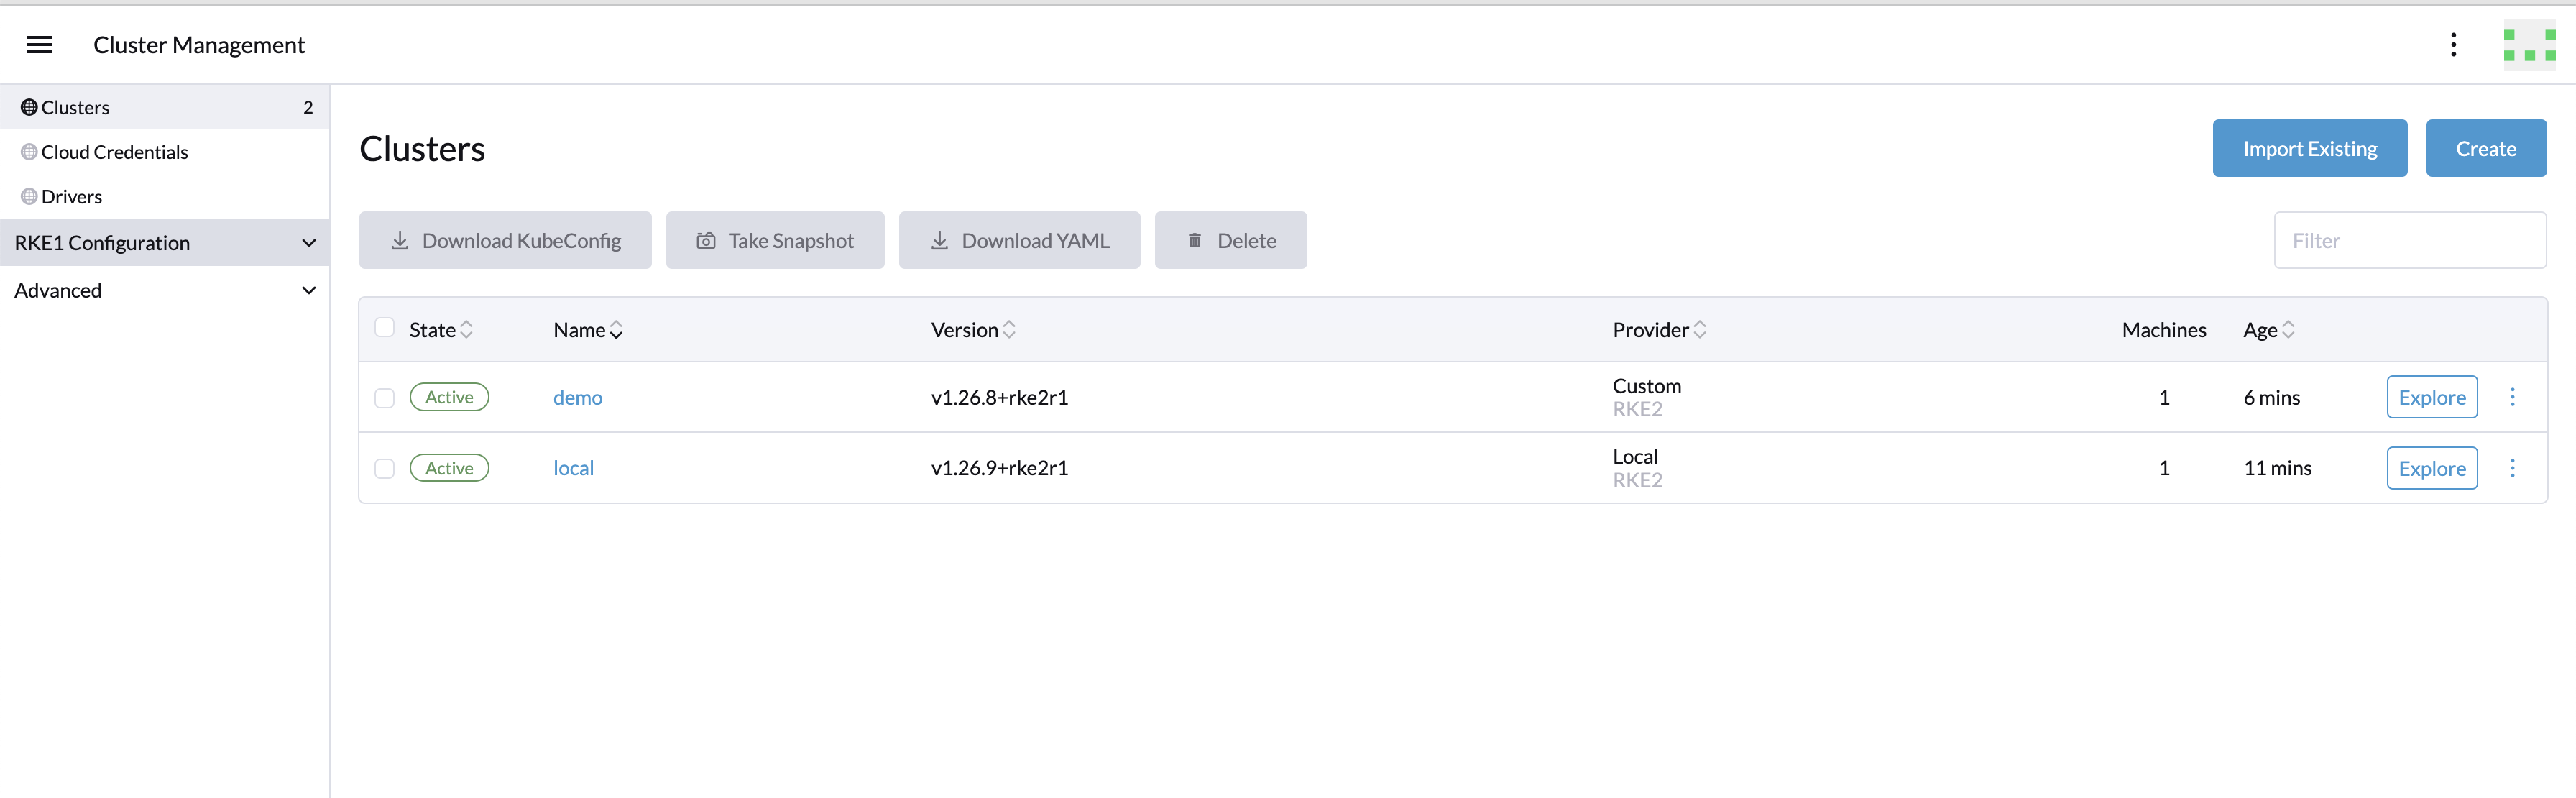 Cluster Management
Clusters 2
Cloud Credentials
Drivers
RKE1 Configuration
Advanced
Clusters
Import Existing
Create
Download KubeConfig
Take Snapshot
Download YAML
Delete
Filter
State Name Version Provider Machines Age
Active demo v1.26.8+rke2r1 Custom 1 6 mins Explore
RKE2
Active local v1.26.9+rke2r1 Local 1 11 mins Explore
RKE2